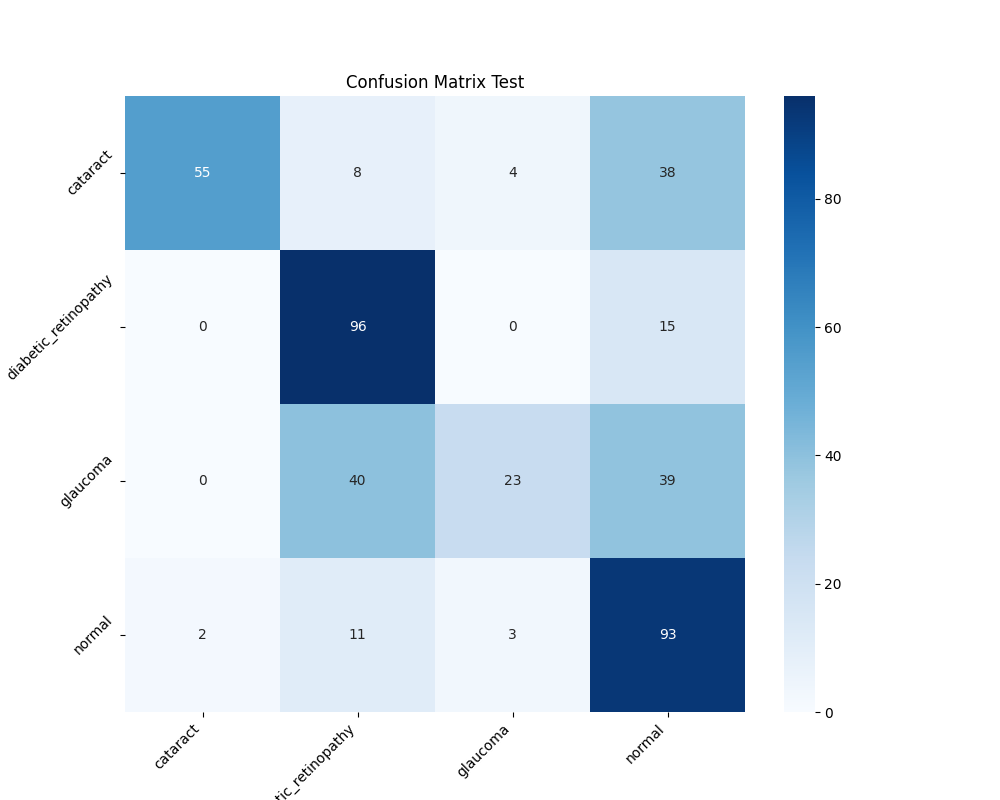 Confusion Matrix Test
cataract 55 8 4 38
80
diabetic_retinopathy 0 96 0 15
60
glaucoma 0 40 23 39
40
20
normal 2 11 3 93
0
cataract tic_retinopathy glaucoma normal